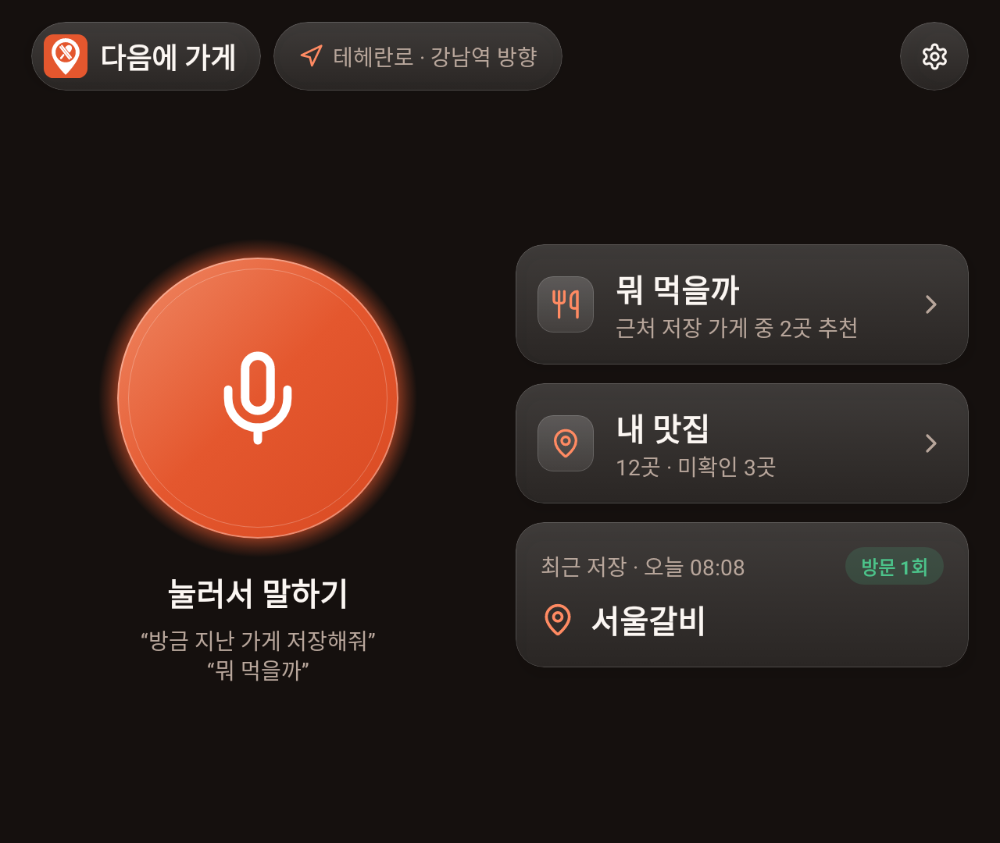 다음에 가게
테헤란로 · 강남역 방향
눌러서 말하기
“방금 지난 가게 저장해줘”
“뭐 먹을까”
뭐 먹을까
근처 저장 가게 중 2곳 추천
내 맛집
12곳 · 미확인 3곳
최근 저장 · 오늘 08:08
방문 1회
서울갈비